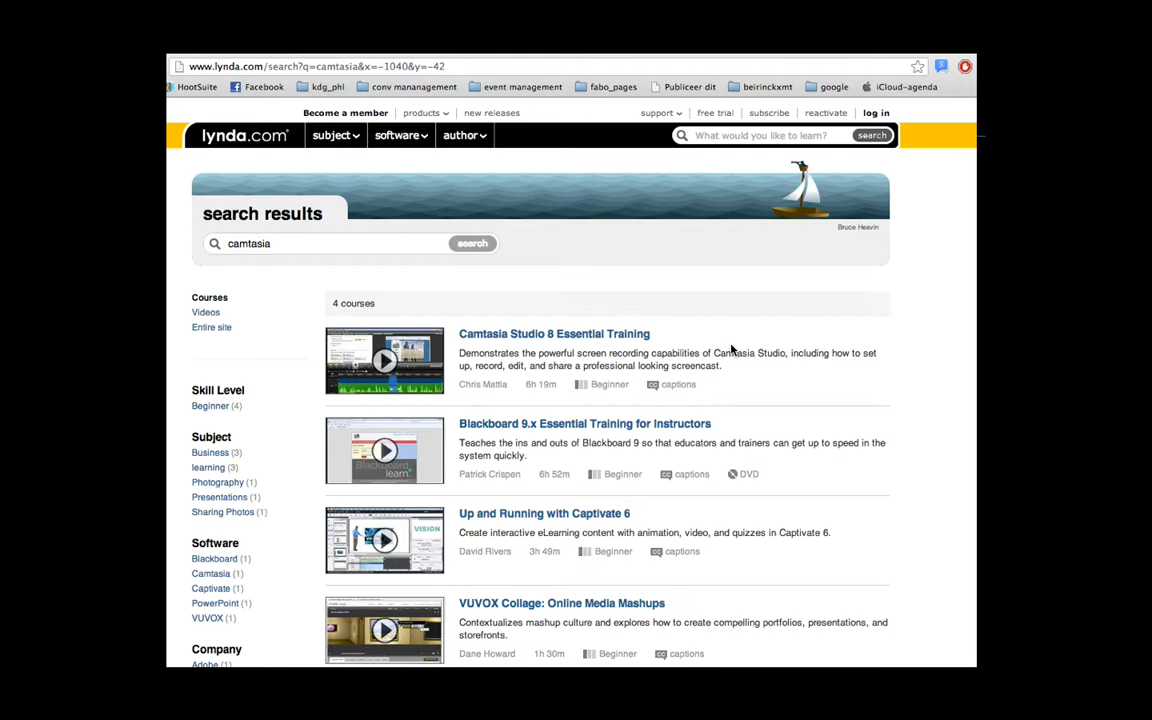 www.lynda.com/search?q=camtasia&x=-1040&y=-42
HootSuite Facebook kdg_phl conv mananagement event management fabo_pages Publiceer dit beirinckxmt google iCloud-agenda
Become a member products new releases support free trial subscribe reactivate log in
lynda.com subject software author What would you like to learn? search
search results
Bruce Heavin
camtasia search
Courses
Videos
Entire site
Skill Level
Beginner (4)
Subject
Business (3)
learning (3)
Photography (1)
Presentations (1)
Sharing Photos (1)
Software
Blackboard (1)
Camtasia (1)
Captivate (1)
PowerPoint (1)
VUVOX (1)
Company
Adobe (1)
4 courses
Camtasia Studio 8 Essential Training
Demonstrates the powerful screen recording capabilities of Camtasia Studio, including how to set
up, record, edit, and share a professional looking screencast.
Chris Mattia 6h 19m Beginner cc captions
Blackboard 9.x Essential Training for Instructors
Teaches the ins and outs of Blackboard 9 so that educators and trainers can get up to speed in the
system quickly.
Patrick Crispen 6h 52m Beginner cc captions DVD
Up and Running with Captivate 6
Create interactive eLearning content with animation, video, and quizzes in Captivate 6.
David Rivers 3h 49m Beginner cc captions
VUVOX Collage: Online Media Mashups
Contextualizes mashup culture and explores how to create compelling portfolios, presentations, and
storefronts.
Dane Howard 1h 30m Beginner cc captions
Blackboard
learn
VISION